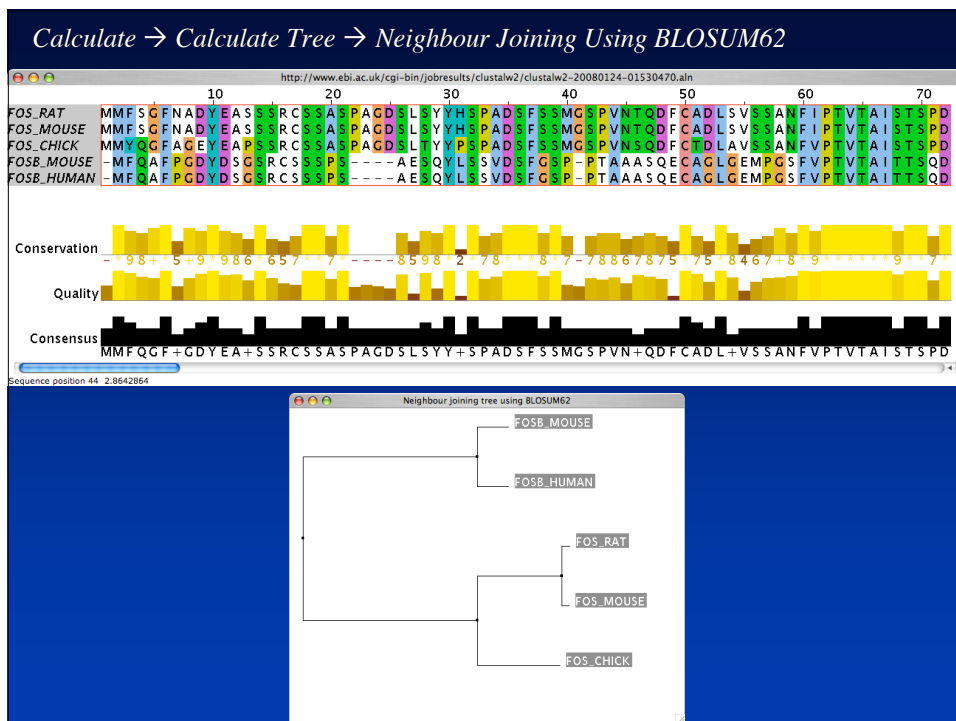 Calculate → Calculate Tree → Neighbour Joining Using BLOSUM62
http://www.ebi.ac.uk/cgi-bin/jobresults/clustalw2/clustalw2-20080124-01530470.aln
10 20 30 40 50 60 70
FOS_RAT MMFSGFNADYEASSSRCSSASPAGDSLSYYHSPADSFSSMGSPVNTQDFCADLSVSSANFIPTVTAISTSPD
FOS_MOUSE MMFSGFNADYEASSSRCSSASPAGDSLSYYHSPADSFSSMGSPVNTQDFCADLSVSSANFIPTVTAISTSPD
FOS_CHICK MMYQGFAGEYEAPSSRCSSASPAGDSLTYYPSPADSFSSMGSPVNSQDFCTDLAVSSANFVPTVTAISTSPD
FOSB_MOUSE -MFQAFPGDYDSGSRCSSSPS----AESQYLSSVDSFGSP-PTAAASQECAGLGEMPGSFVPTVTAITTSQD
FOSB_HUMAN -MFQAFPGDYDSGSRCSSSPS----AESQYLSSVDSFGSP-PTAAASQECAGLGEMPGSFVPTVTAITTSQD
Conservation
Quality
Consensus
MMFQGF+GDYEA+SSRCSSASPAGDSLSYY+SPADSFSSMGSPVN+QDFCADL+VSSANFVPTVTAISTSPD
Sequence position 44 2.8642864
Neighbour joining tree using BLOSUM62
FOSB_MOUSE
FOSB_HUMAN
FOS_RAT
FOS_MOUSE
FOS_CHICK